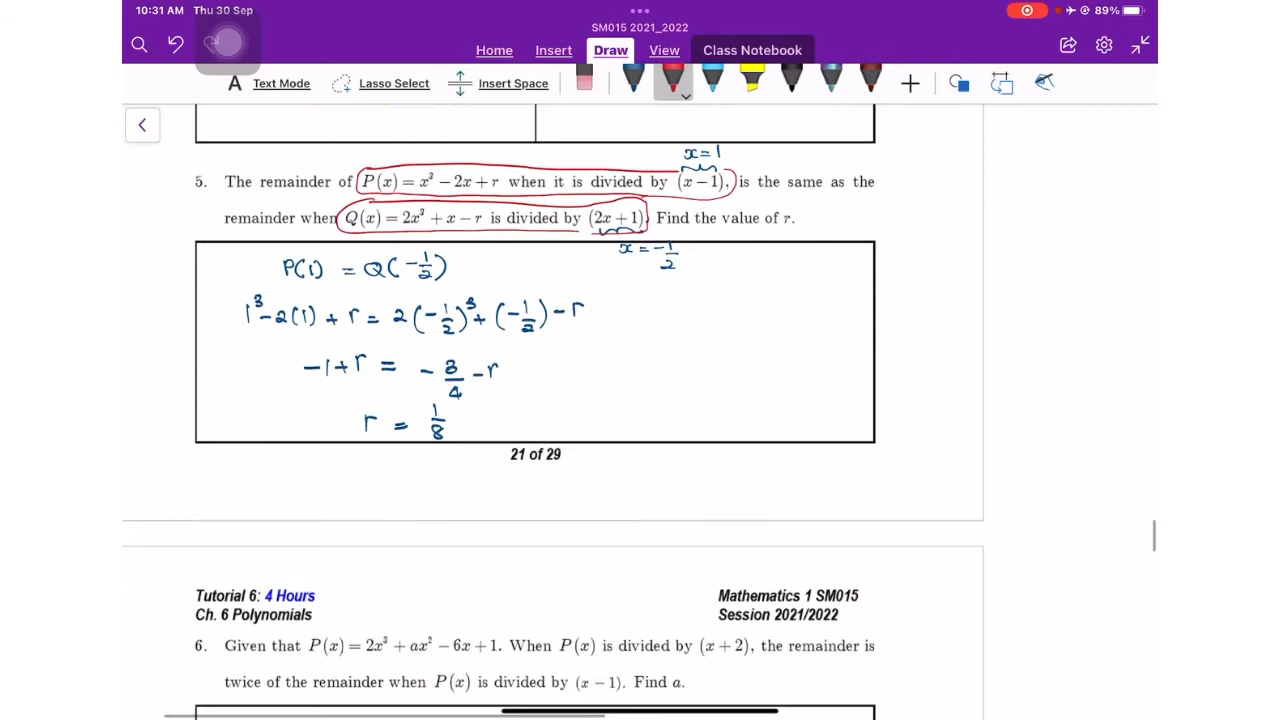 10:31 AM Thu 30 Sep
89%
SM015 2021_2022
Home Insert Draw View Class Notebook
A Text Mode Lasso Select Insert Space
x=1
5. The remainder of P(x) = x³ − 2x + r when it is divided by (x − 1), is the same as the
remainder when Q(x) = 2x³ + x − r is divided by (2x + 1). Find the value of r.
x = -1/2
P(1) = Q(-1/2)
1³-2(1) + r = 2(-1/2)³ + (-1/2) - r
-1+r = -3/4 - r
r = 1/8
21 of 29
Tutorial 6: 4 Hours Mathematics 1 SM015
Ch. 6 Polynomials Session 2021/2022
6. Given that P(x) = 2x³ + ax² − 6x + 1. When P(x) is divided by (x + 2), the remainder is
twice of the remainder when P(x) is divided by (x − 1). Find a.